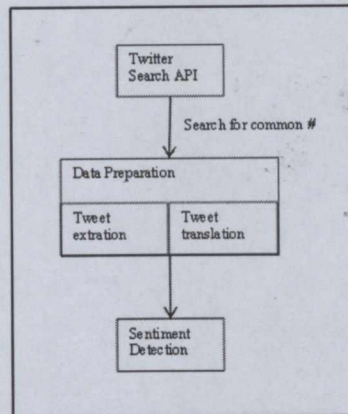 Twitter
Search API
Search for common #
Data Preparation
Tweet
extration
Tweet
translation
Sentiment
Detection